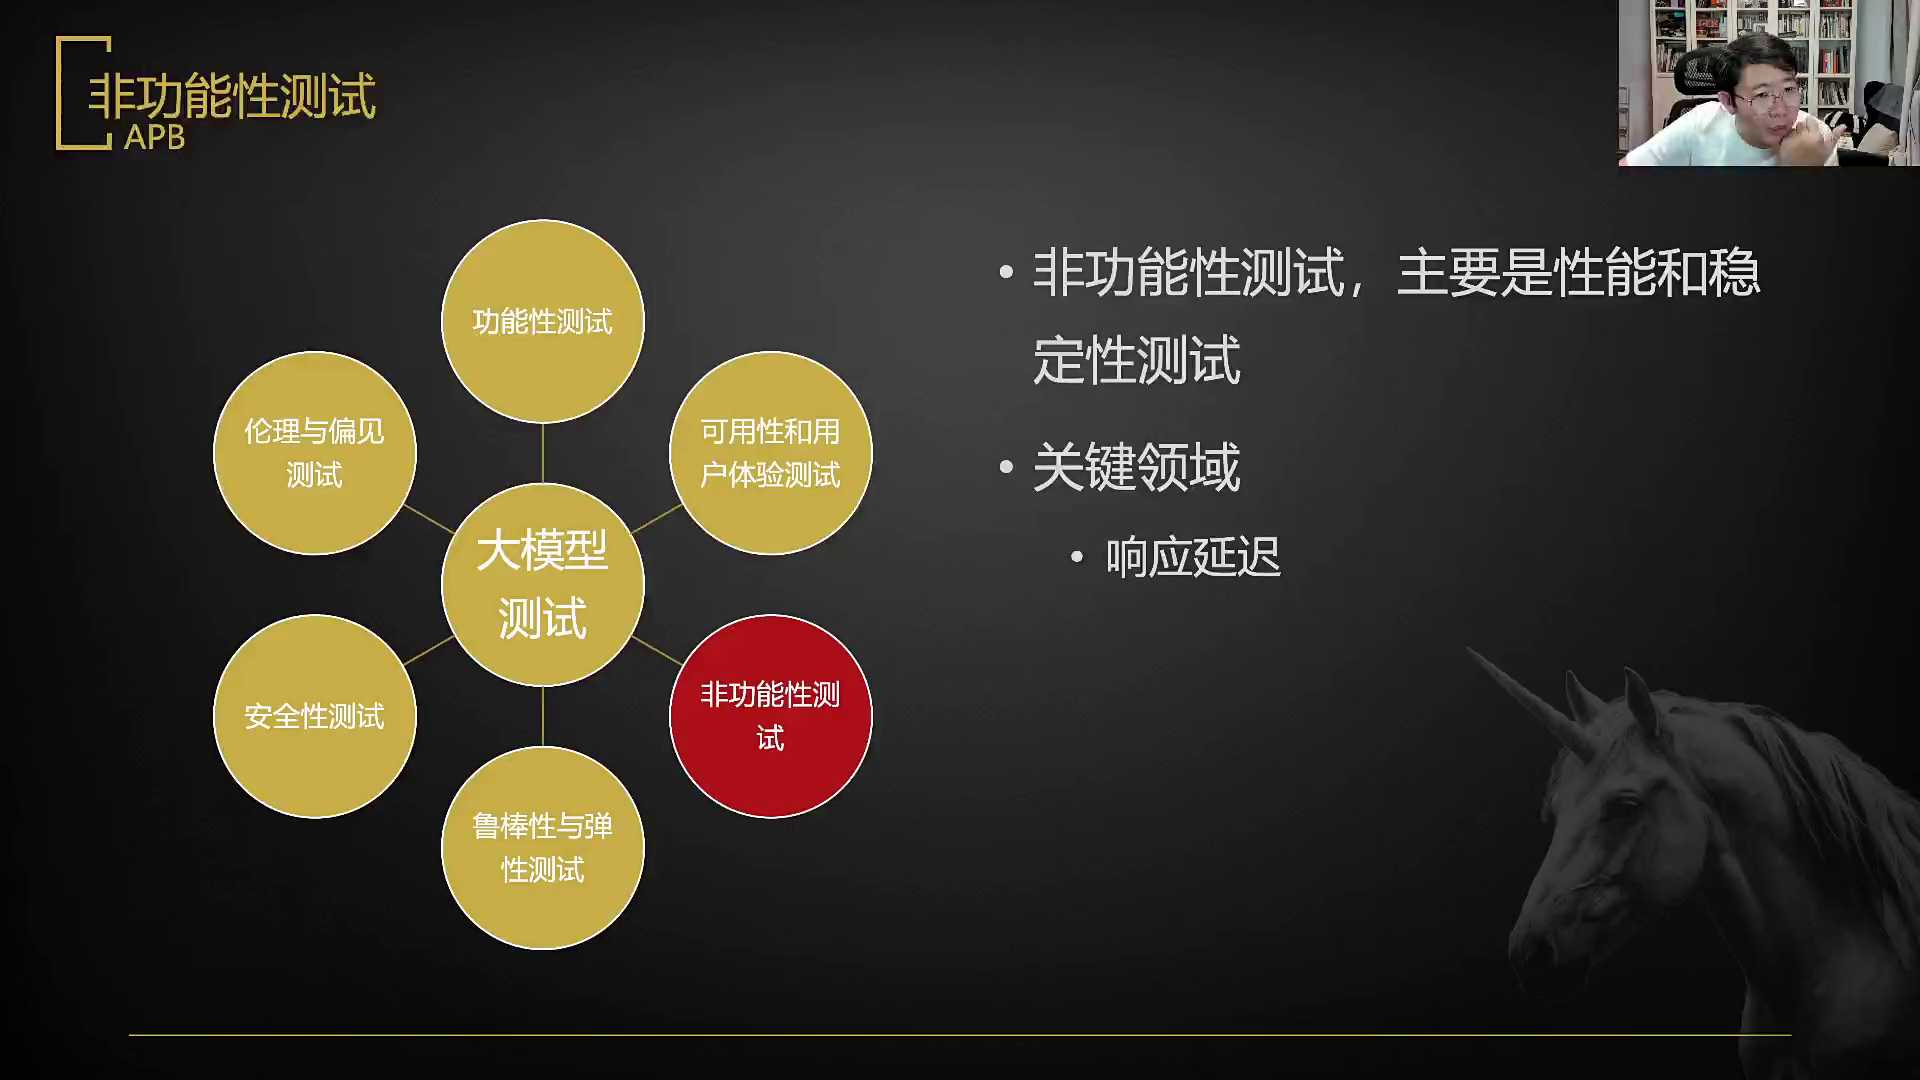 非功能性测试
APB
功能性测试
伦理与偏见
测试
可用性和用
户体验测试
大模型
测试
安全性测试
非功能性测
试
鲁棒性与弹
性测试
• 非功能性测试，主要是性能和稳
定性测试
• 关键领域
• 响应延迟